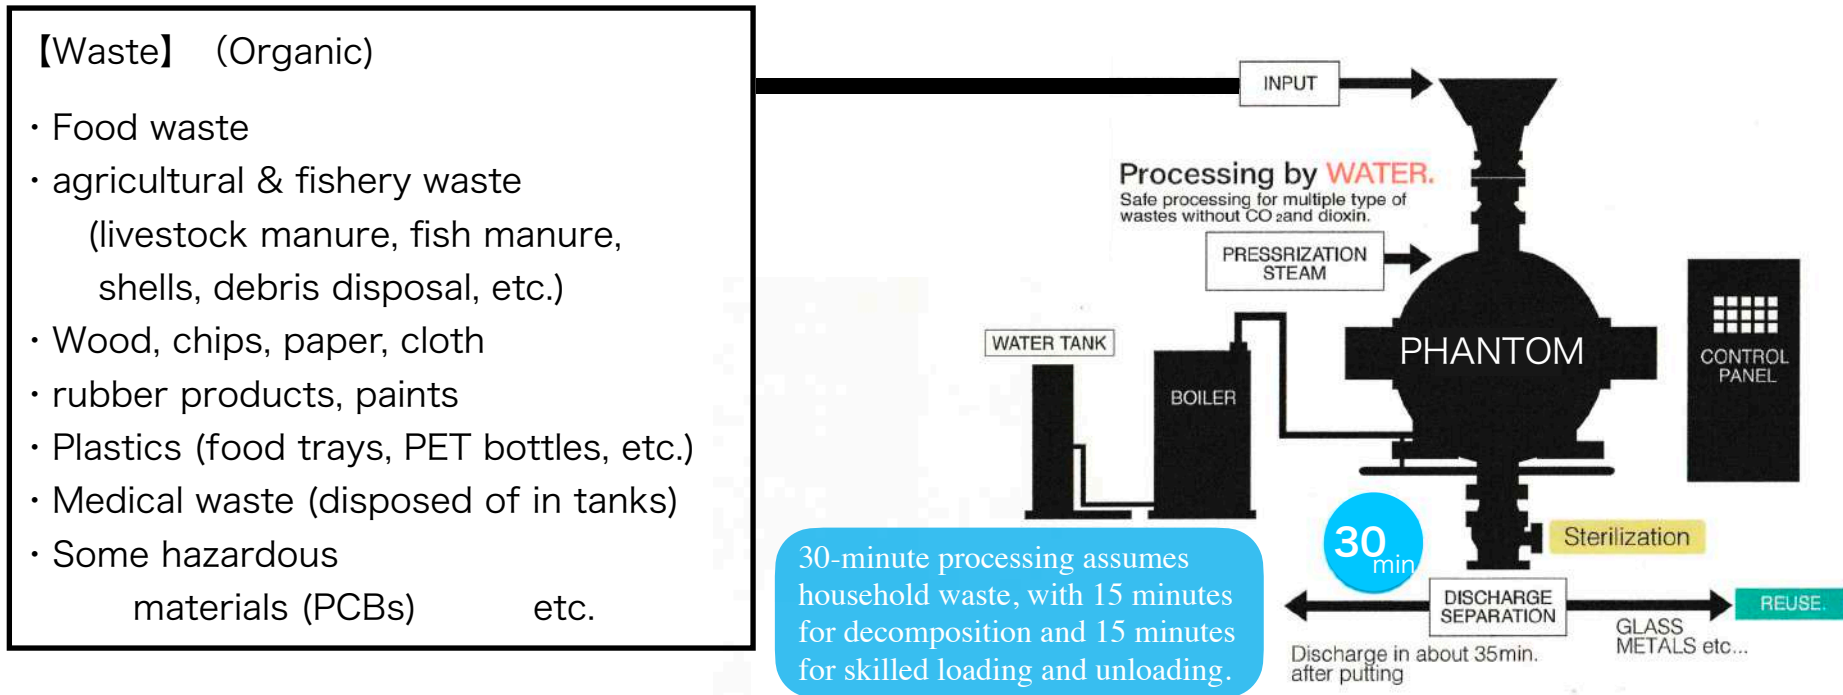 【Waste】 （Organic)
・Food waste
・agricultural & fishery waste
(livestock manure, fish manure,
shells, debris disposal, etc.)
・Wood, chips, paper, cloth
・rubber products, paints
・Plastics (food trays, PET bottles, etc.)
・Medical waste (disposed of in tanks)
・Some hazardous
materials (PCBs) etc.
INPUT
Processing by WATER.
Safe processing for multiple type of
wastes without CO₂and dioxin.
PRESSRIZATION
STEAM
WATER TANK
BOILER
PHANTOM
CONTROL
PANEL
30
min
Sterilization
30-minute processing assumes
household waste, with 15 minutes
for decomposition and 15 minutes
for skilled loading and unloading.
DISCHARGE
SEPARATION
REUSE.
GLASS
METALS etc...
Discharge in about 35min.
after putting